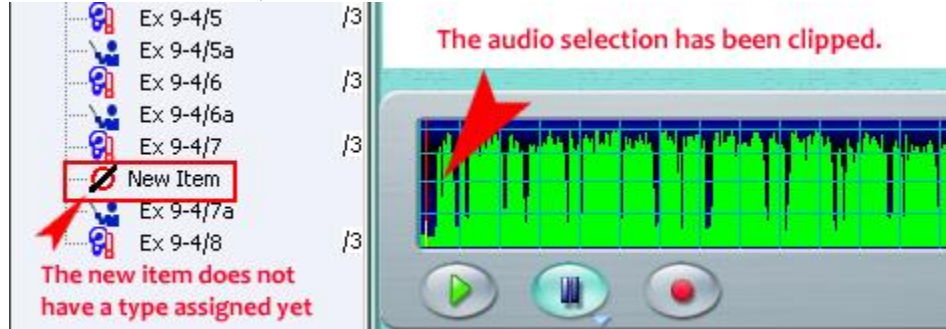 Ex 9-4/5 /3
Ex 9-4/5a
Ex 9-4/6 /3
Ex 9-4/6a
Ex 9-4/7 /3
New Item
Ex 9-4/7a
Ex 9-4/8 /3
The new item does not
have a type assigned yet
The audio selection has been clipped.